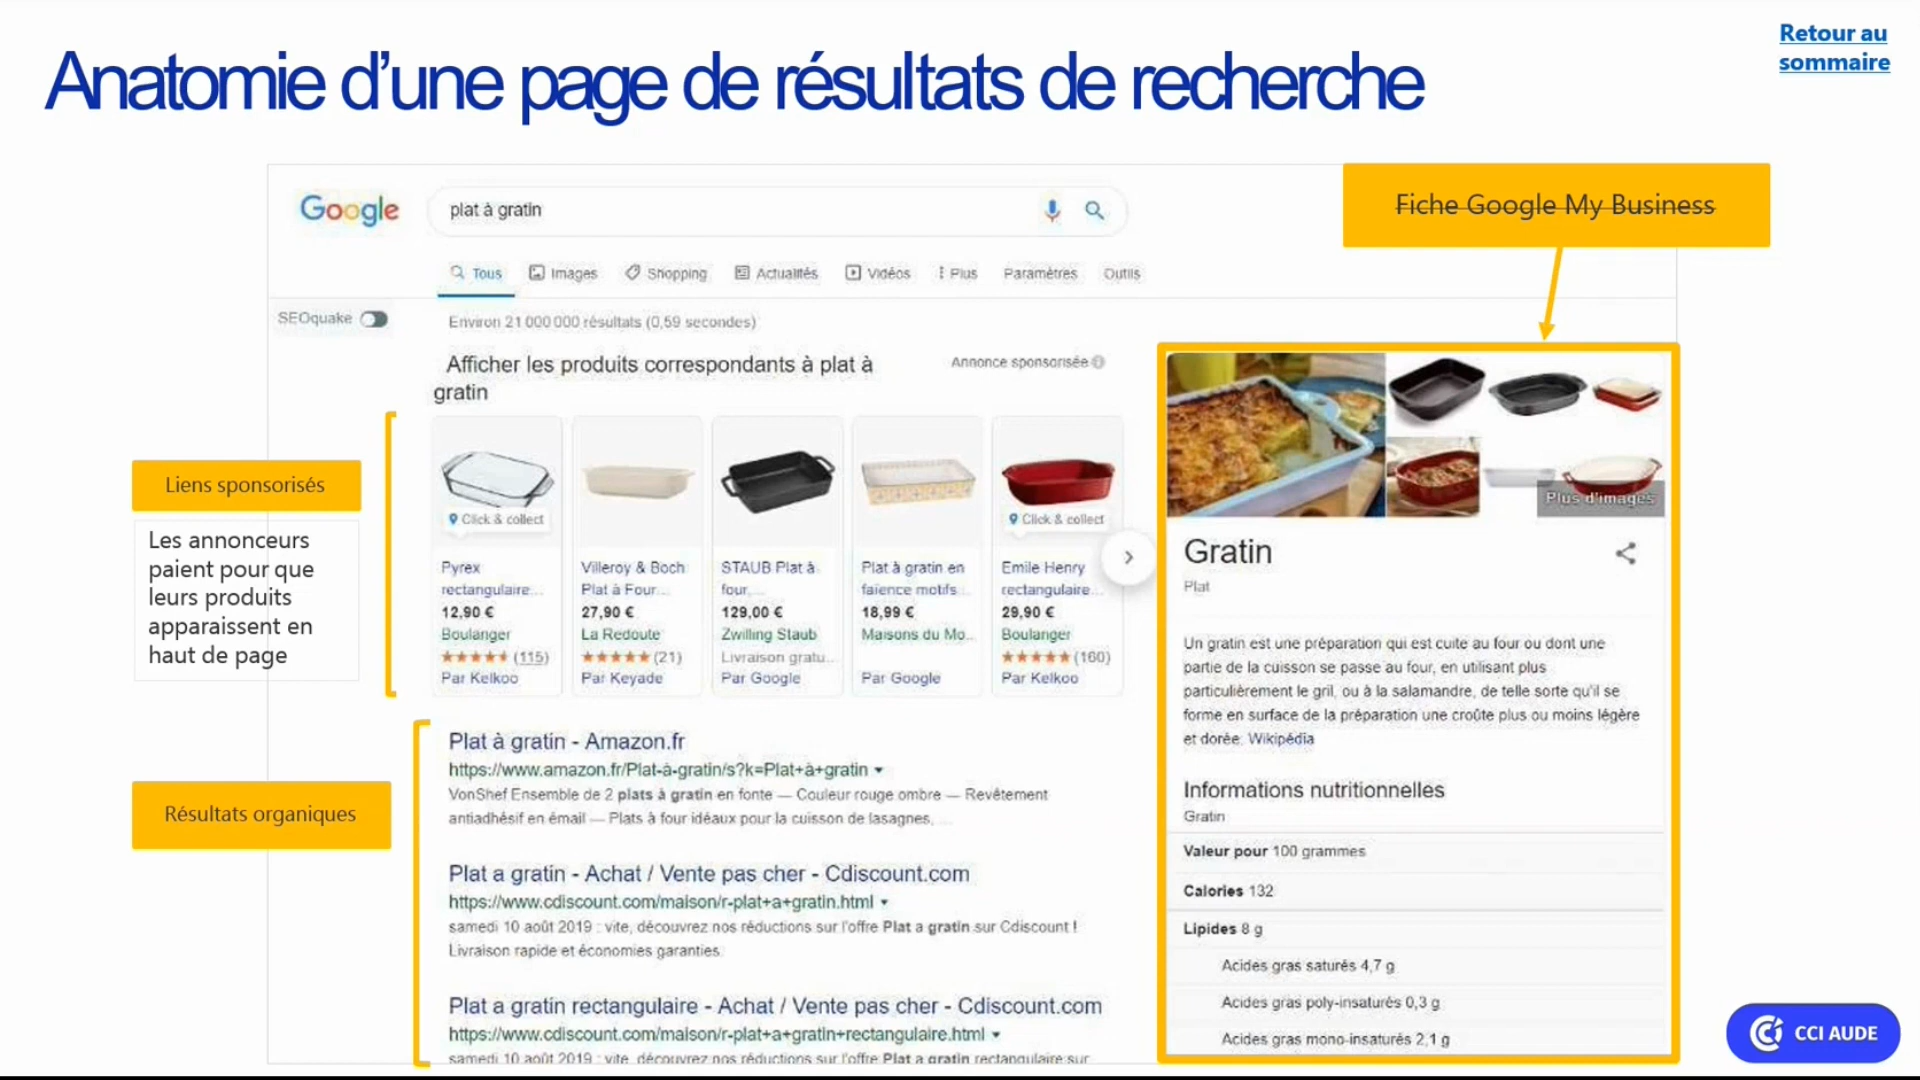 Anatomie d'une page de résultats de recherche
Retour au
sommaire
Fiche Google My Business
Google
plat à gratin
Tous
Images
Shopping
Actualités
Vidéos
Plus
Paramètres
Outils
SEOquake
Environ 21 000 000 résultats (0,59 secondes)
Afficher les produits correspondants à plat à
gratin
Annonce sponsorisée
Liens sponsorisés
Les annonceurs
paient pour que
leurs produits
apparaissent en
haut de page
Click & collect
Pyrex
rectangulaire...
12,90 €
Boulanger
(115)
Par Kelkoo
Villeroy & Boch
Plat à Four...
27,90 €
La Redoute
(21)
Par Keyade
STAUB Plat à
four,...
129,00 €
Zwilling Staub
Livraison gratu...
Par Google
Plat à gratin en
faïence motifs...
18,99 €
Maisons du Mo...
Par Google
Click & collect
Emile Henry
rectangulaire...
29,90 €
Boulanger
(160)
Par Kelkoo
Résultats organiques
Plat à gratin - Amazon.fr
https://www.amazon.fr/Plat-à-gratin/s?k=Plat+à+gratin
VonShef Ensemble de 2 plats à gratin en fonte — Couleur rouge ombre — Revêtement
antiadhésif en émail — Plats à four idéaux pour la cuisson de lasagnes, ...
Plat a gratin - Achat / Vente pas cher - Cdiscount.com
https://www.cdiscount.com/maison/r-plat+a+gratin.html
samedi 10 août 2019 : vite, découvrez nos réductions sur l'offre Plat a gratin sur Cdiscount !
Livraison rapide et économies garanties.
Plat a gratin rectangulaire - Achat / Vente pas cher - Cdiscount.com
https://www.cdiscount.com/maison/r-plat+a+gratin+rectangulaire.html
samedi 10 août 2019 : vite, découvrez nos réductions sur l'offre Plat a gratin rectangulaire sur
Plus d'images
Gratin
Plat
Un gratin est une préparation qui est cuite au four ou dont une
partie de la cuisson se passe au four, en utilisant plus
particulièrement le gril, ou à la salamandre, de telle sorte qu'il se
forme en surface de la préparation une croûte plus ou moins légère
et dorée. Wikipédia
Informations nutritionnelles
Gratin
Valeur pour 100 grammes
Calories 132
Lipides 8 g
Acides gras saturés 4,7 g
Acides gras poly-insaturés 0,3 g
Acides gras mono-insaturés 2,1 g
CCI AUDE